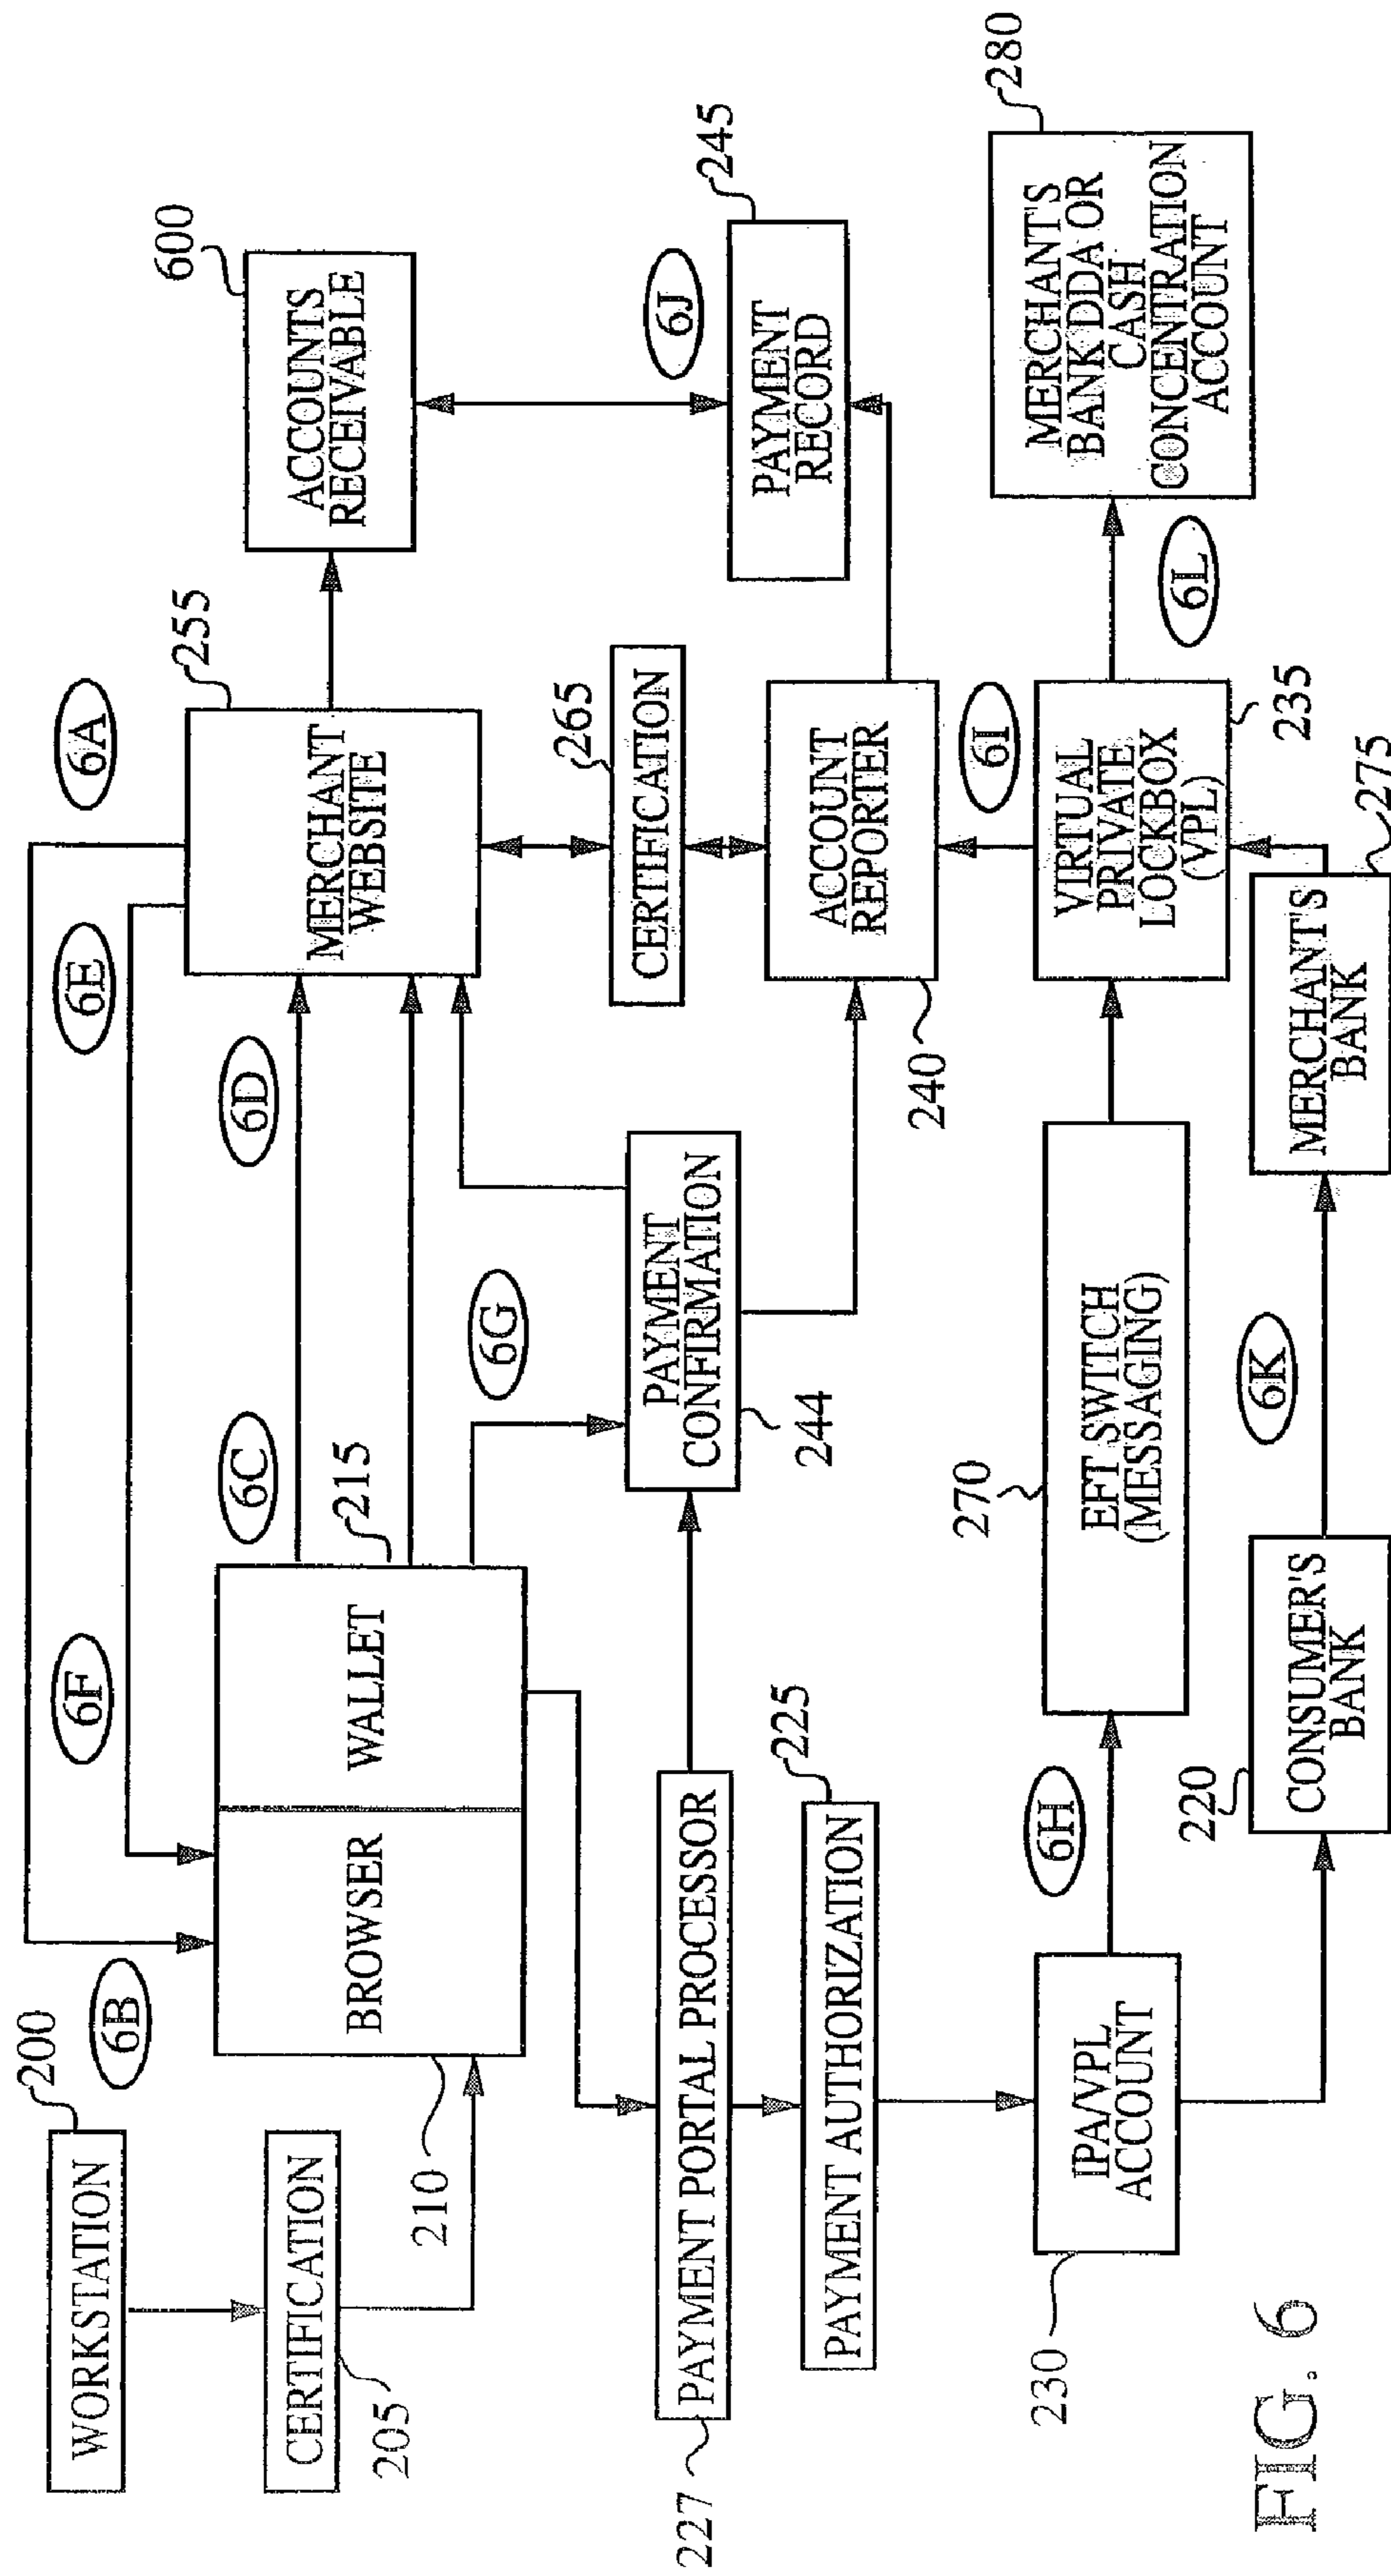 WORKSTATION
200
6B
6F
6E
6A
CERTIFICATION
205
210
BROWSER
WALLET
215
6C
6D
MERCHANT
WEBSITE
255
ACCOUNTS
RECEIVABLE
600
6G
PAYMENT PORTAL PROCESSOR
227
PAYMENT
CONFIRMATION
244
CERTIFICATION
265
6J
PAYMENT
RECORD
245
PAYMENT AUTHORIZATION
225
ACCOUNT
REPORTER
240
6I
IPA/VPL
ACCOUNT
230
6H
EFT SWITCH
(MESSAGING)
270
VIRTUAL
PRIVATE
LOCKBOX
(VPL)
235
6L
MERCHANT'S
BANK DDA OR
CASH
CONCENTRATION
ACCOUNT
280
CONSUMER'S
BANK
220
6K
MERCHANT'S
BANK
275
FIG. 6